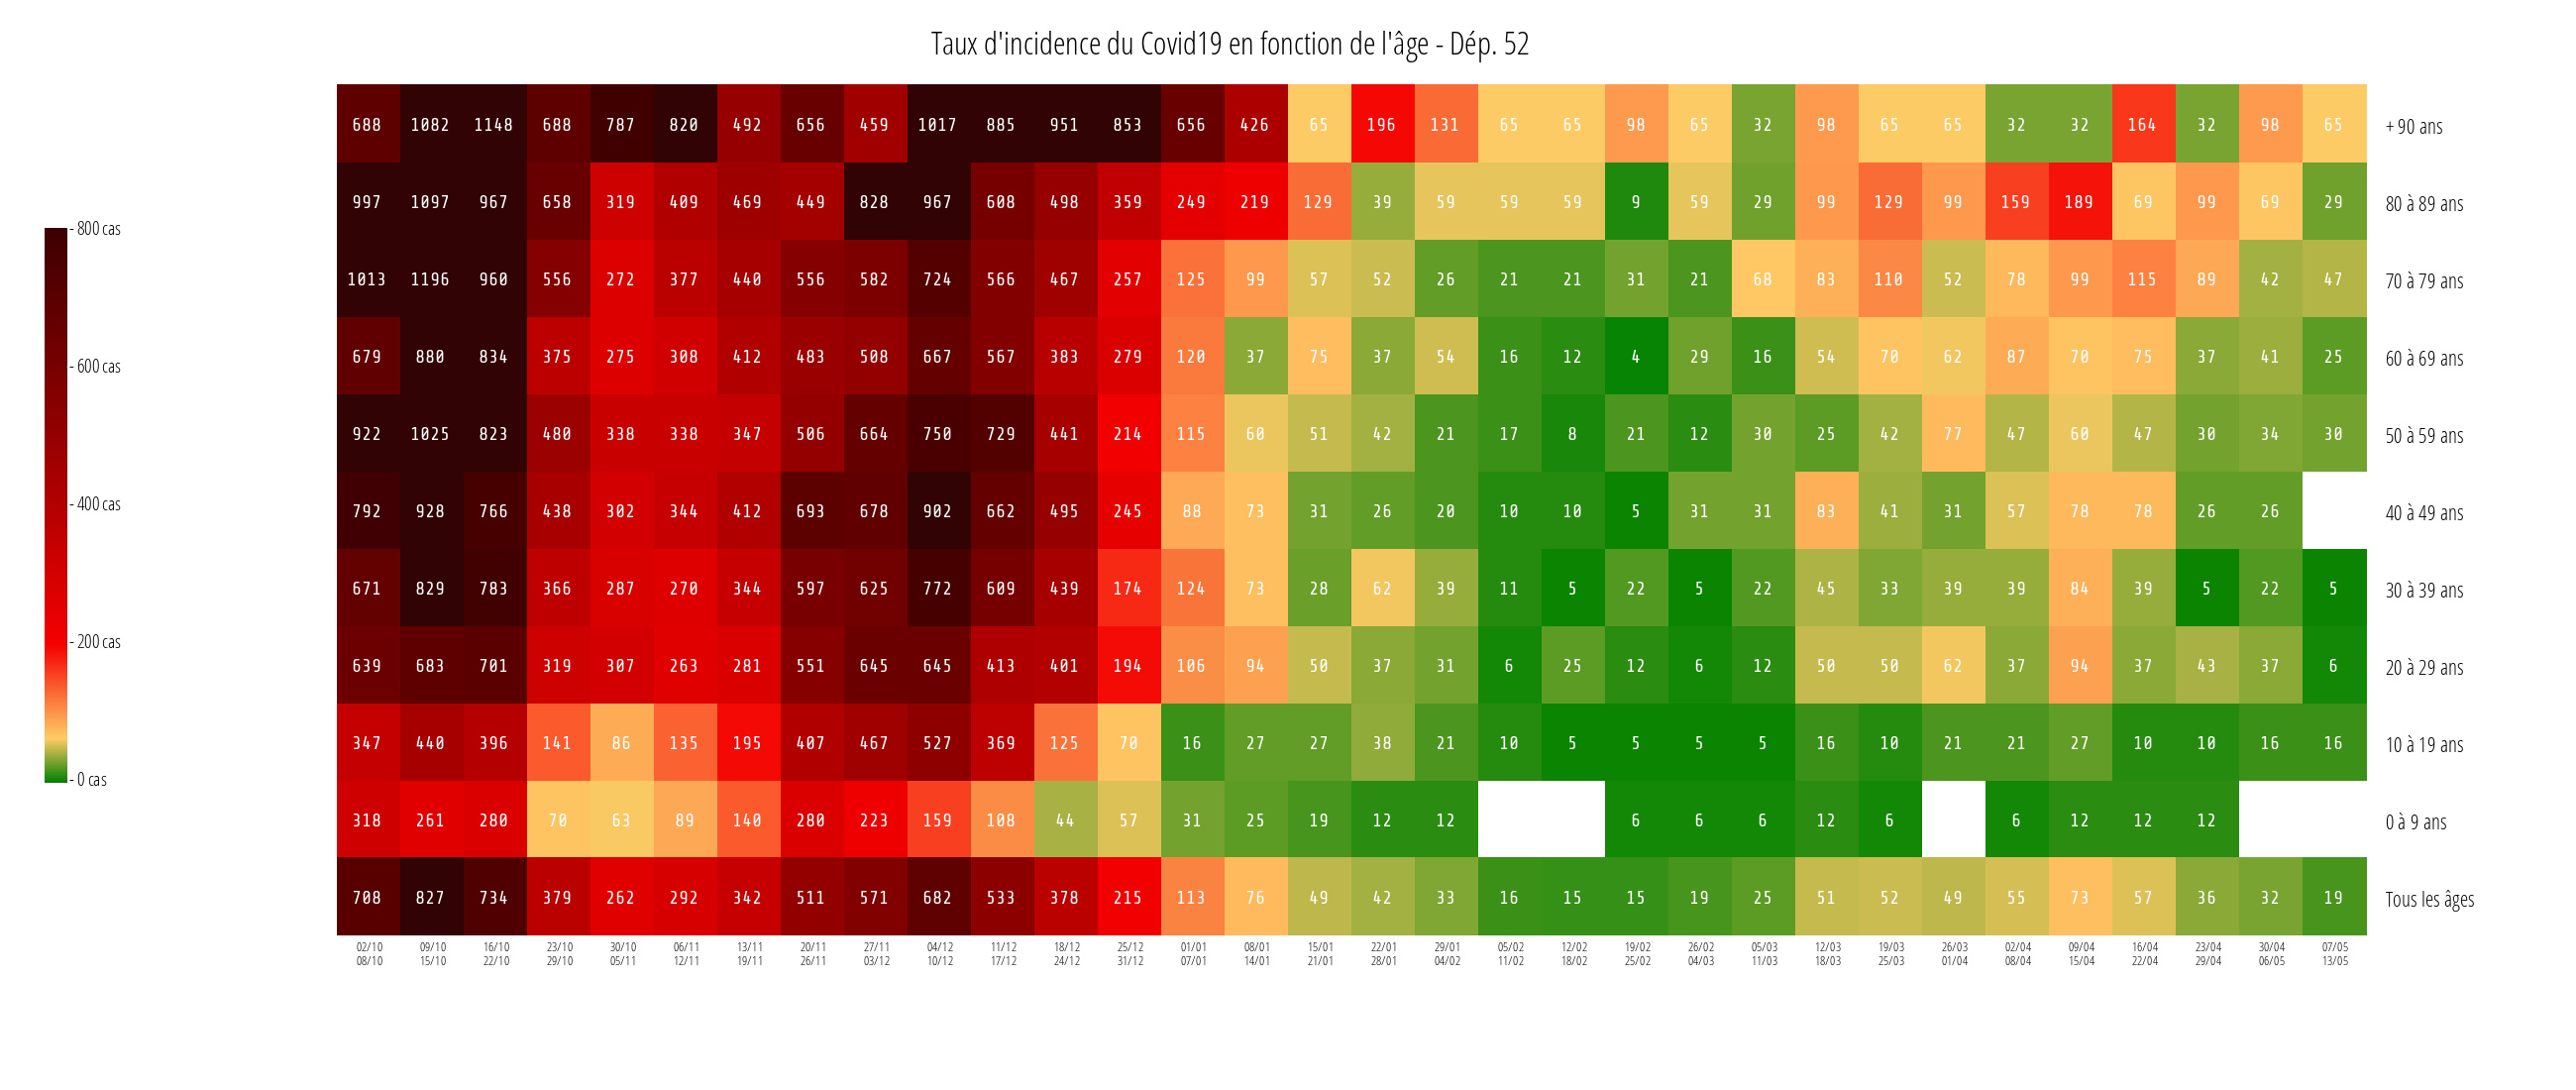 Taux d'incidence du Covid19 en fonction de l'âge - Dép. 52
688 1082 1148 688 787 820 492 656 459 1017 885 951 853 656 426 65 196 131 65 65 98 65 32 98 65 65 32 32 164 32 98 65 + 90 ans
997 1097 967 658 319 409 469 449 828 967 608 498 359 249 219 129 39 59 59 59 9 59 29 99 129 99 159 189 69 99 69 29 80 à 89 ans
1013 1196 960 556 272 377 440 556 582 724 566 467 257 125 99 57 52 26 21 21 31 21 68 83 110 52 78 99 115 89 42 47 70 à 79 ans
679 880 834 375 275 308 412 483 508 667 567 383 279 120 37 75 37 54 16 12 4 29 16 54 70 62 87 70 75 37 41 25 60 à 69 ans
922 1025 823 480 338 338 347 506 664 750 729 441 214 115 60 51 42 21 17 8 21 12 30 25 42 77 47 60 47 30 34 30 50 à 59 ans
792 928 766 438 302 344 412 693 678 902 662 495 245 88 73 31 26 20 10 10 5 31 31 83 41 31 57 78 78 26 26 40 à 49 ans
671 829 783 366 287 270 344 597 625 772 609 439 174 124 73 28 62 39 11 5 22 5 22 45 33 39 39 84 39 5 22 5 30 à 39 ans
639 683 701 319 307 263 281 551 645 645 413 401 194 106 94 50 37 31 6 25 12 6 12 50 50 62 37 94 37 43 37 6 20 à 29 ans
347 440 396 141 86 135 195 407 467 527 369 125 70 16 27 27 38 21 10 5 5 5 5 16 10 21 21 27 10 10 16 16 10 à 19 ans
318 261 280 70 63 89 140 280 223 159 108 44 57 31 25 19 12 12 6 6 6 12 6 6 12 12 12 0 à 9 ans
708 827 734 379 262 292 342 511 571 682 533 378 215 113 76 49 42 33 16 15 15 19 25 51 52 49 55 73 57 36 32 19 Tous les âges
02/10 09/10 16/10 23/10 30/10 06/11 13/11 20/11 27/11 04/12 11/12 18/12 25/12 01/01 08/01 15/01 22/01 29/01 05/02 12/02 19/02 26/02 05/03 12/03 19/03 26/03 02/04 09/04 16/04 23/04 30/04 07/05
08/10 15/10 22/10 29/10 05/11 12/11 19/11 26/11 03/12 10/12 17/12 24/12 31/12 07/01 14/01 21/01 28/01 04/02 11/02 18/02 25/02 04/03 11/03 18/03 25/03 01/04 08/04 15/04 22/04 29/04 06/05 13/05
- 800 cas
- 600 cas
- 400 cas
- 200 cas
- 0 cas